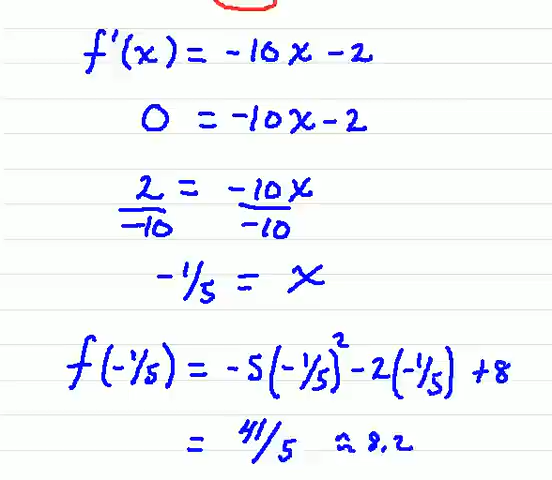 f'(x) = -10x - 2
0 = -10x - 2
2/-10 = -10x/-10
-1/5 = x
f(-1/5) = -5(-1/5)² - 2(-1/5) + 8
= 41/5 ≈ 8.2